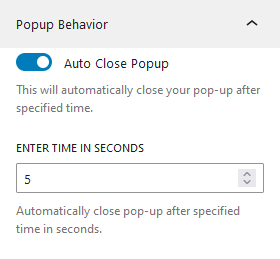 Popup Behavior
Auto Close Popup
This will automatically close your pop-up after
specified time.
ENTER TIME IN SECONDS
5
Automatically close pop-up after specified
time in seconds.